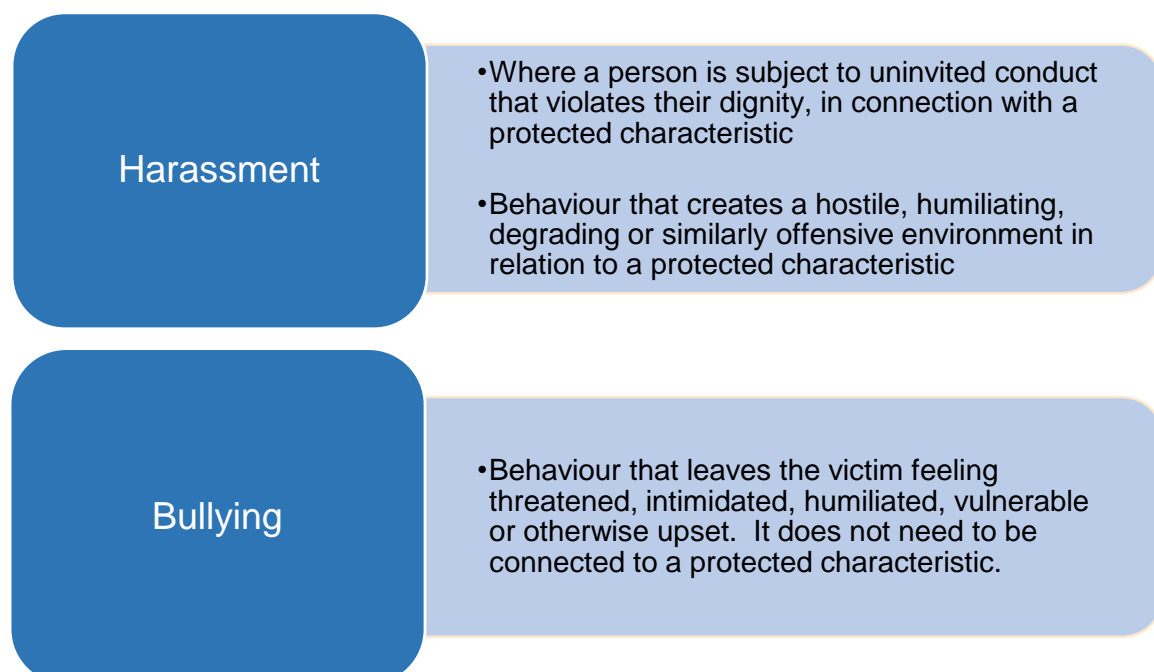 Harassment
•Where a person is subject to uninvited conduct
that violates their dignity, in connection with a
protected characteristic
•Behaviour that creates a hostile, humiliating,
degrading or similarly offensive environment in
relation to a protected characteristic
Bullying
•Behaviour that leaves the victim feeling
threatened, intimidated, humiliated, vulnerable
or otherwise upset.  It does not need to be
connected to a protected characteristic.